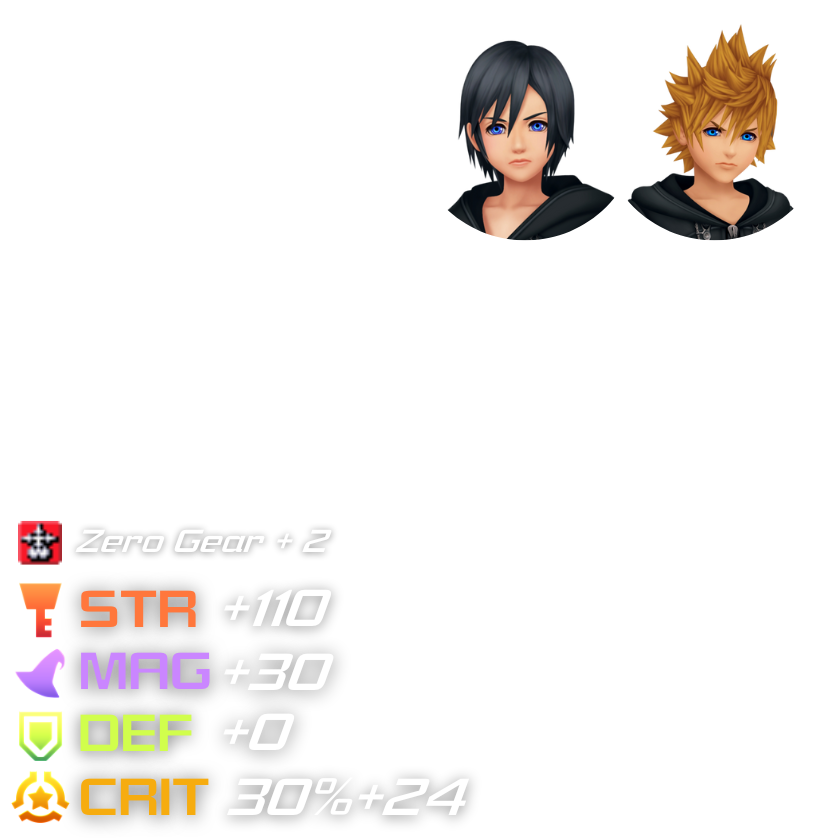 Zero Gear + 2
STR +110
MAG +30
DEF +0
CRIT 30%+24